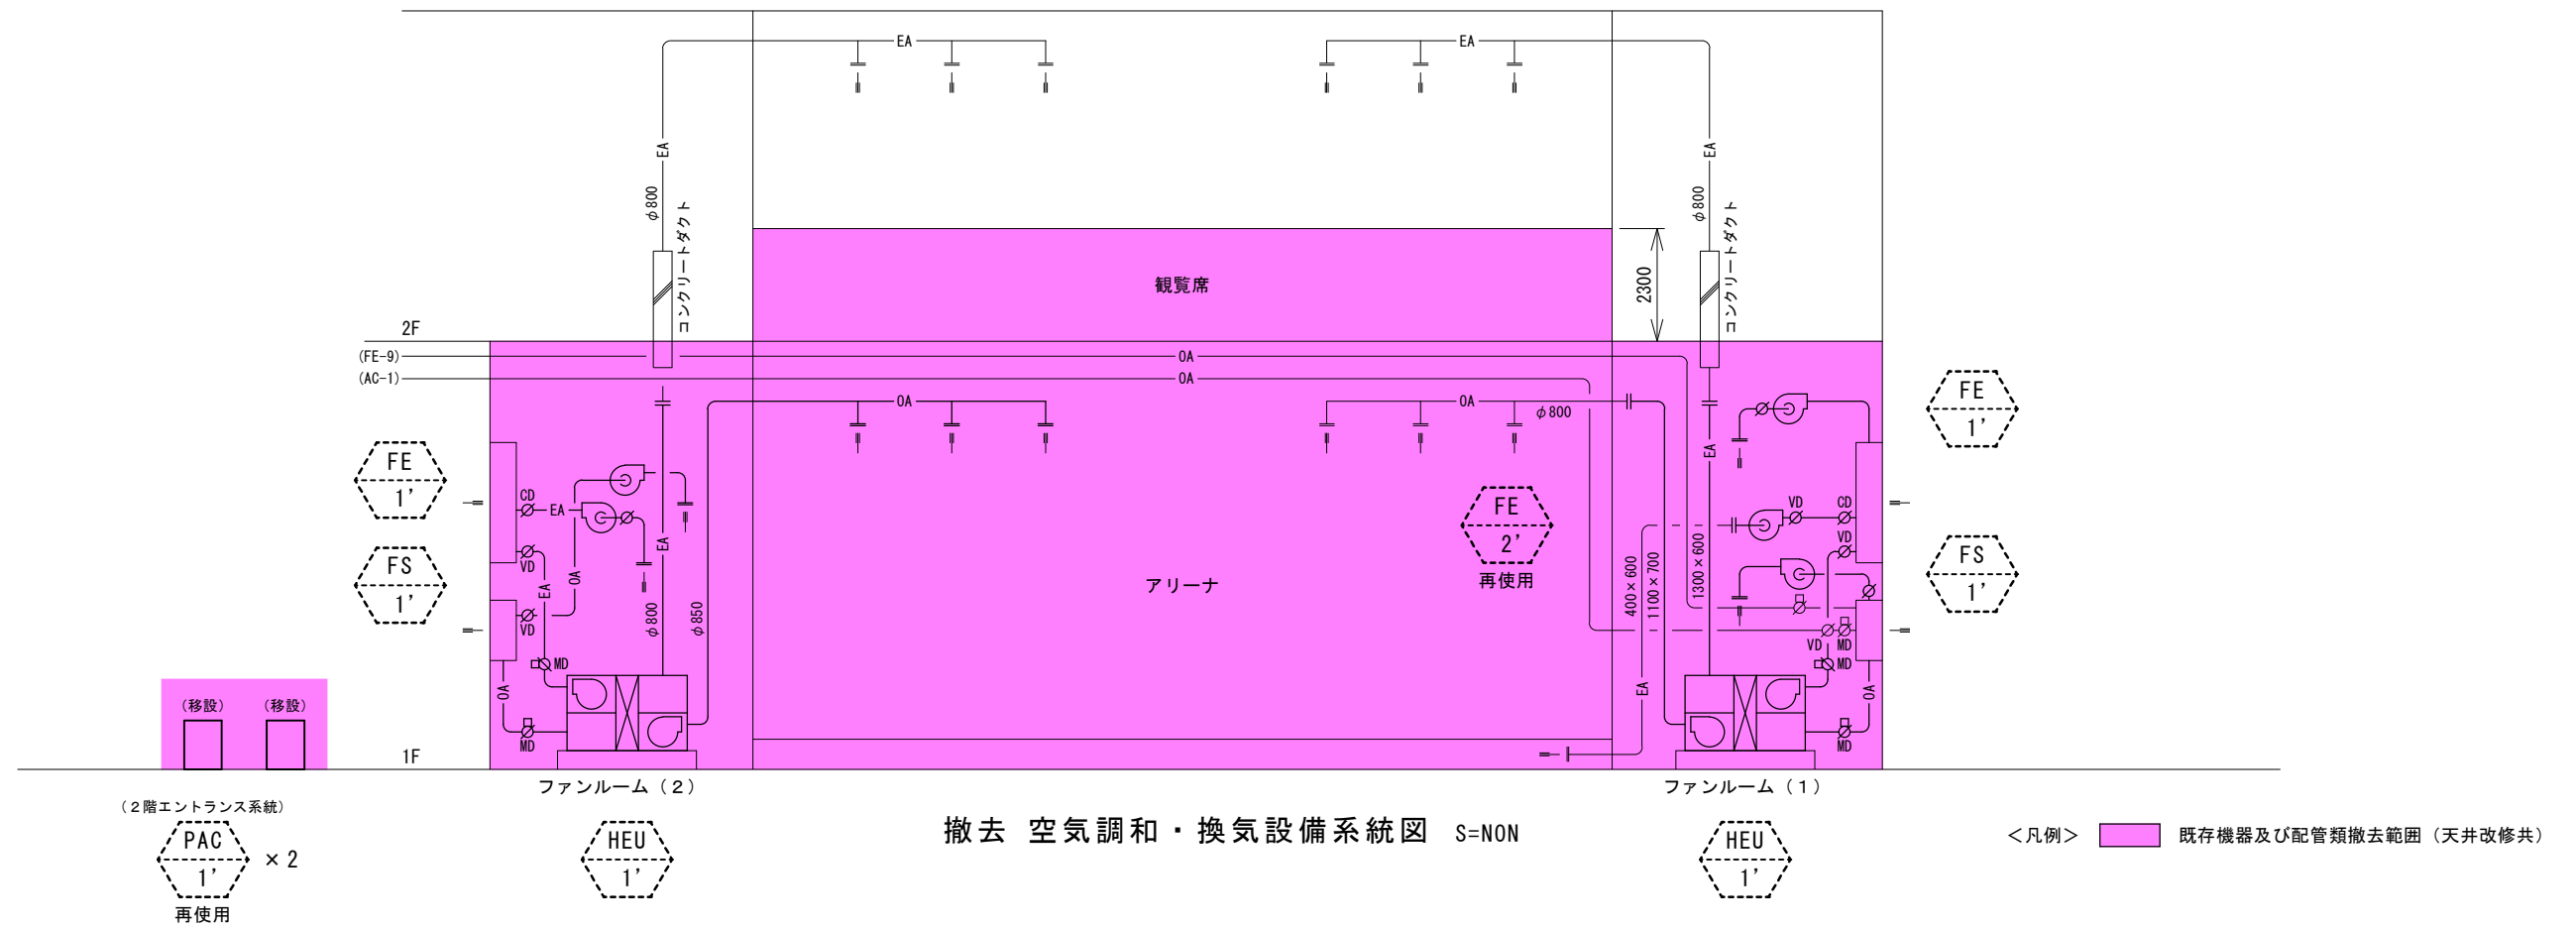 EA
EA
EA
EA
φ800
コンクリートダクト
φ800
コンクリートダクト
観覧席
2300
2F
(FE-9)
OA
(AC-1)
OA
OA
OA
φ800
FE
1'
FE
1'
CD
EA
VD
FS
1'
EA
OA
VD
EA
φ800
φ850
MD
OA
MD
アリーナ
FE
2'
再使用
EA
VD
CD
VD
400×600
1100×700
1300×600
FS
1'
VD
MD
MD
EA
OA
MD
(移設)
(移設)
1F
ファンルーム（２）
ファンルーム（１）
(２階エントランス系統)
PAC
1'
×2
再使用
HEU
1'
撤去 空気調和・換気設備系統図 S=NON
HEU
1'
＜凡例＞
既存機器及び配管類撤去範囲（天井改修共）